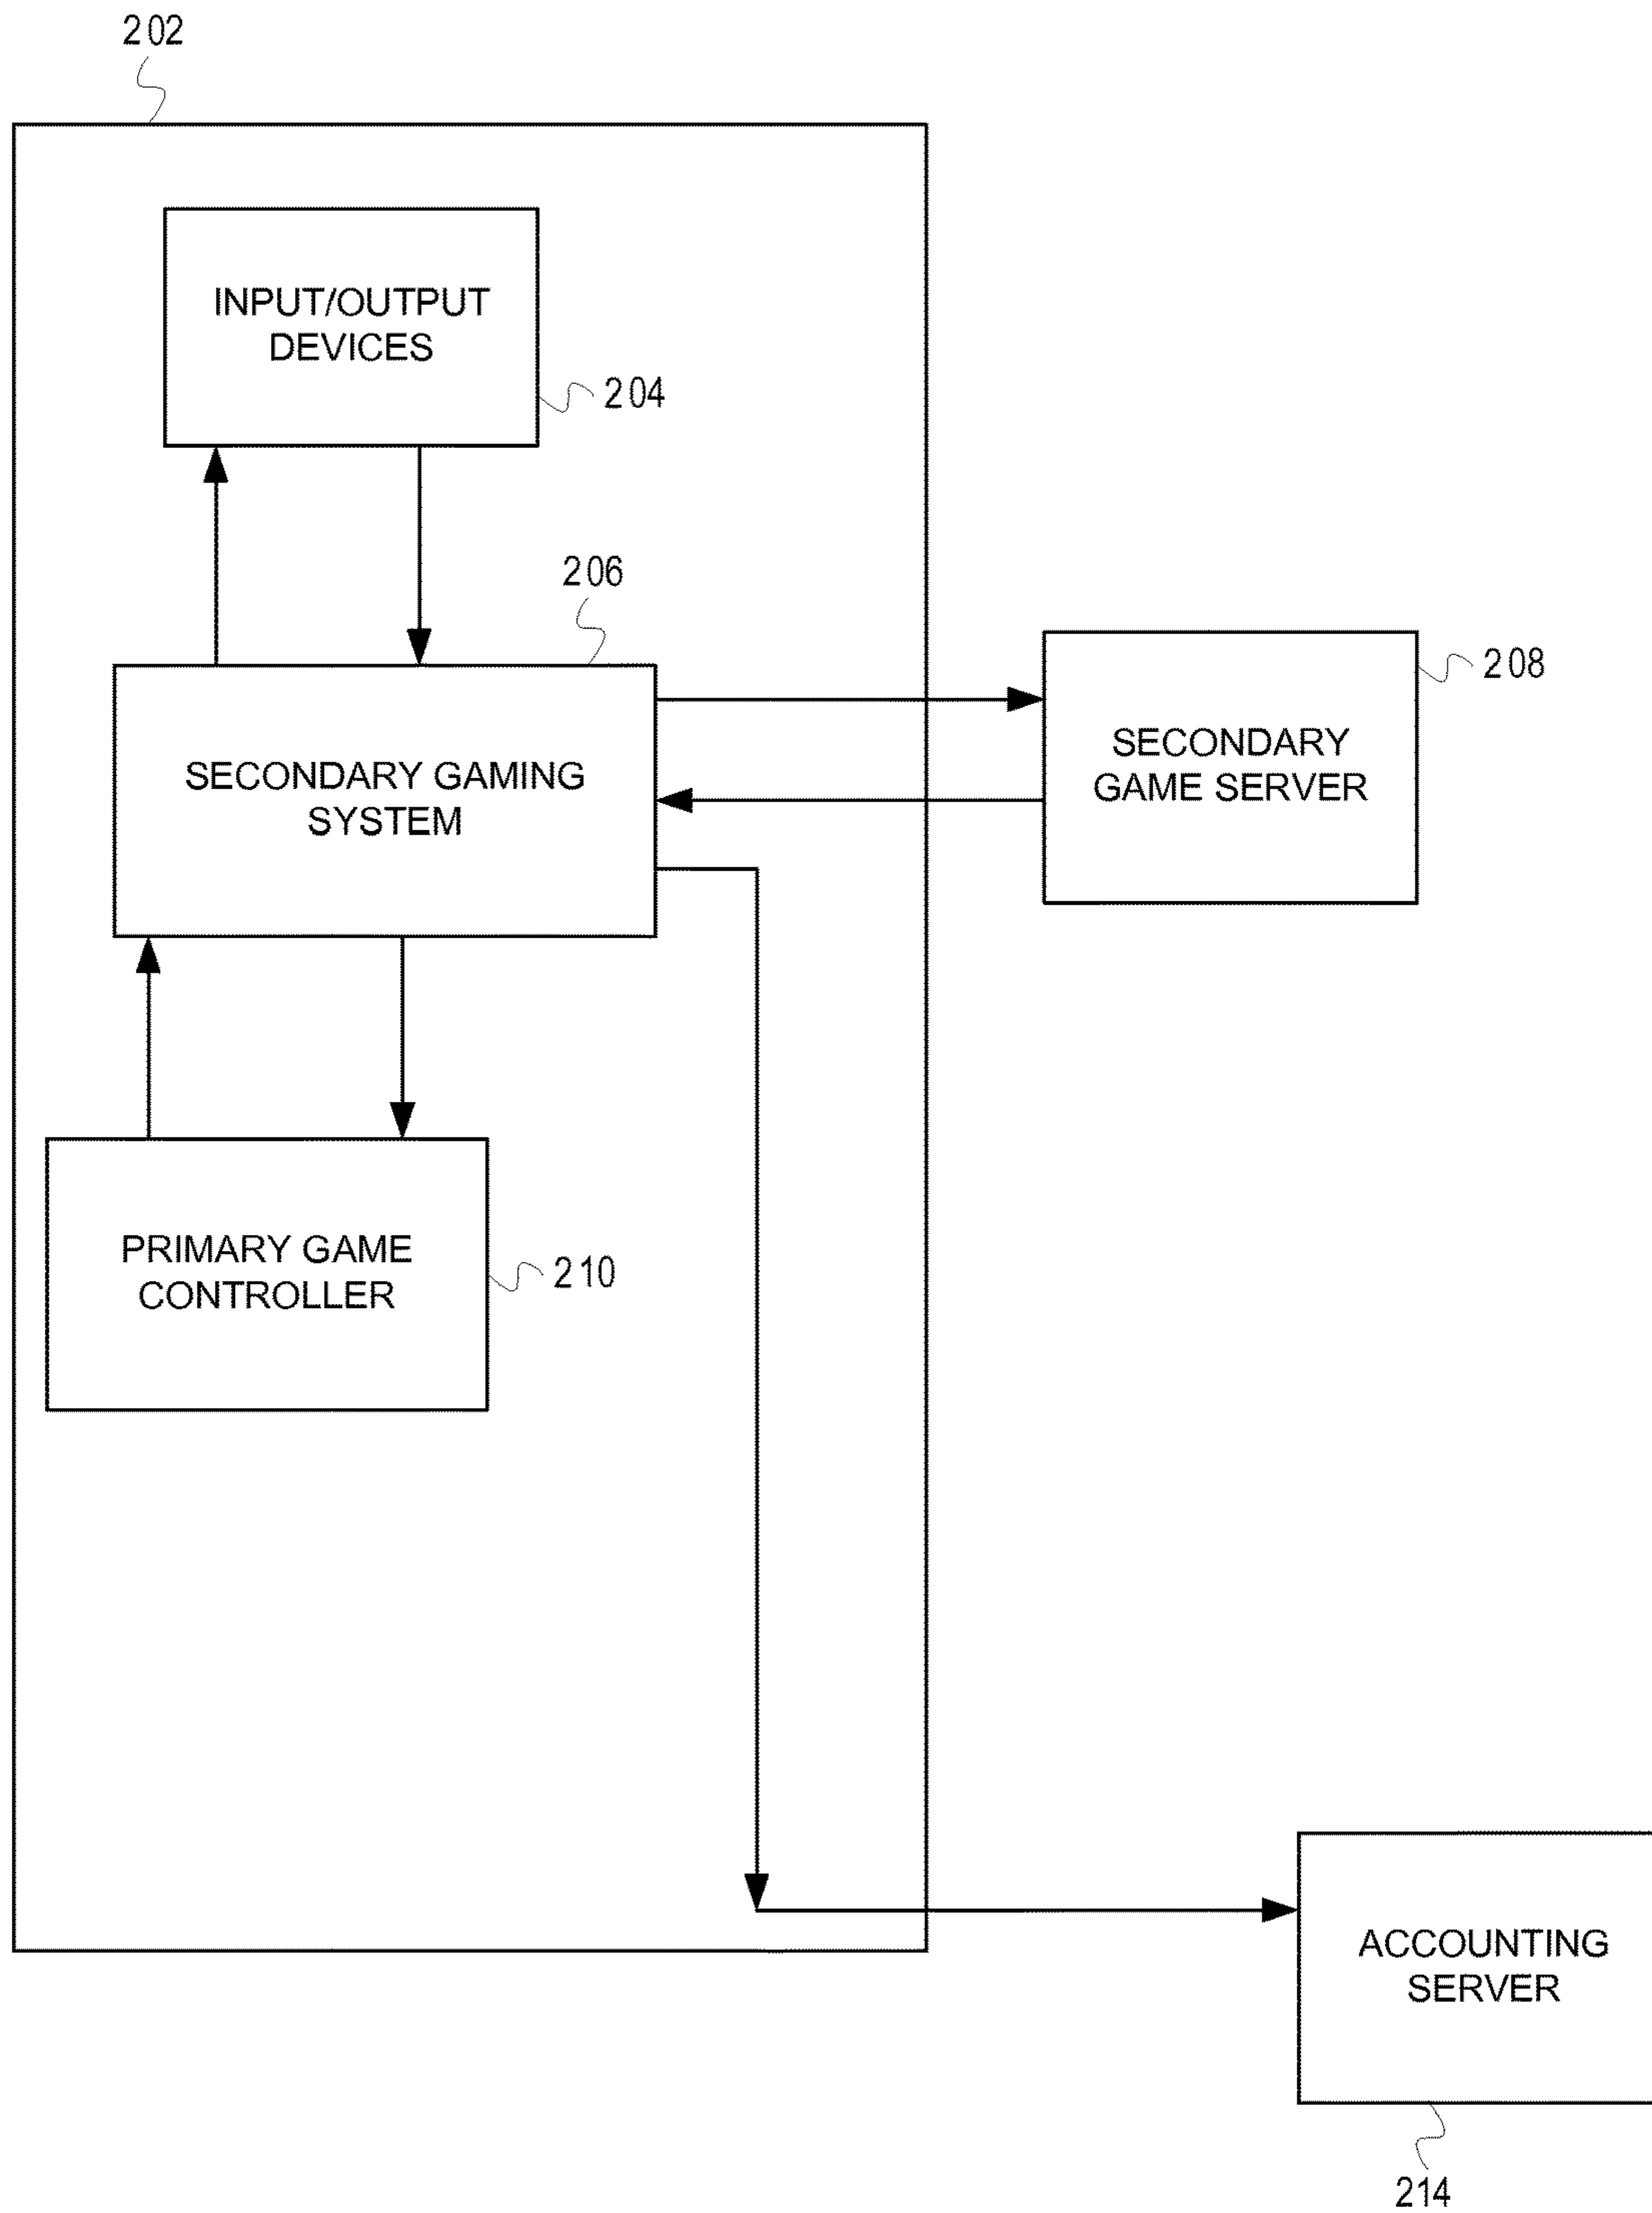 202
INPUT/OUTPUT
DEVICES
204
206
SECONDARY GAMING
SYSTEM
208
SECONDARY
GAME SERVER
PRIMARY GAME
CONTROLLER
210
ACCOUNTING
SERVER
214